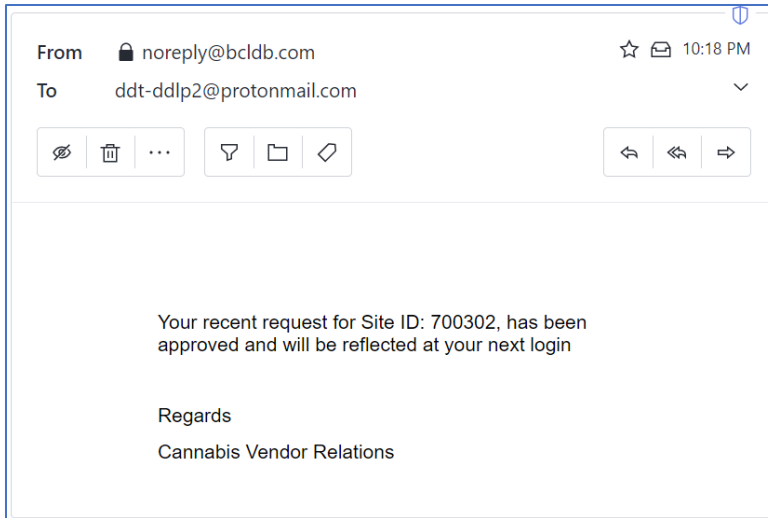 From noreply@bcldb.com 10:18 PM
To ddt-ddlp2@protonmail.com
Your recent request for Site ID: 700302, has been
approved and will be reflected at your next login
Regards
Cannabis Vendor Relations